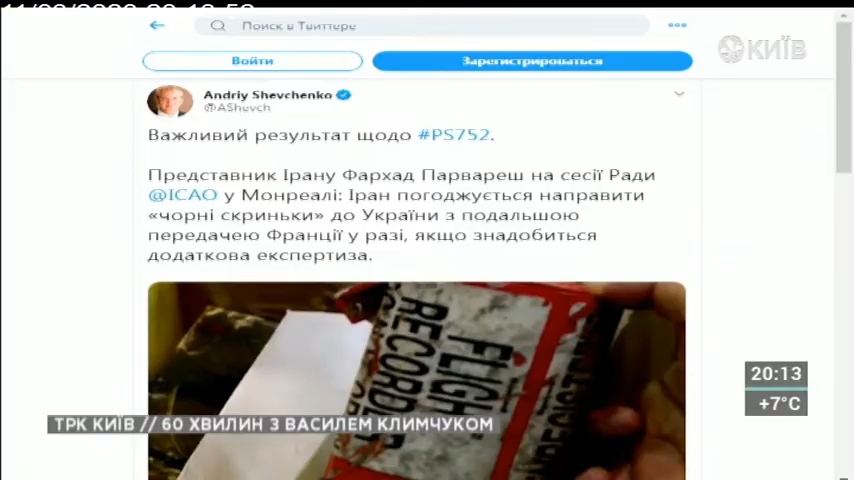 Поиск в Твиттере
КИЇВ
Войти
Зарегистрироваться
Andriy Shevchenko
@AShevch
Важливий результат щодо #PS752.
Представник Ірану Фархад Парвареш на сесії Ради
@ICAO у Монреалі: Іран погоджується направити
«чорні скриньки» до України з подальшою
передачею Франції у разі, якщо знадобиться
додаткова експертиза.
FLIGHT
RECORDER
20:13
+7°C
ТРК КИЇВ // 60 ХВИЛИН З ВАСИЛЕМ КЛИМЧУКОМ